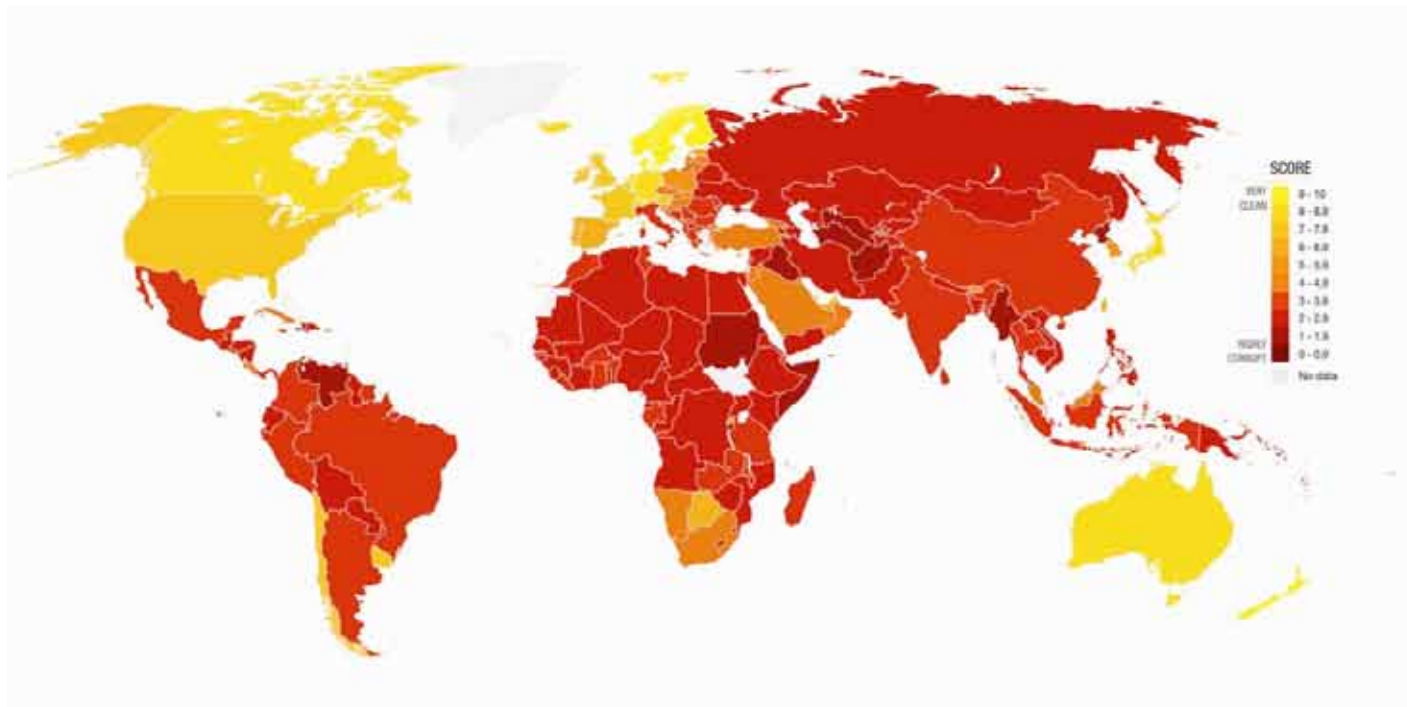 SCORE
VERY
CLEAN
9 - 10
8 - 8.9
7 - 7.9
6 - 6.9
5 - 5.9
4 - 4.9
3 - 3.9
2 - 2.9
1 - 1.9
0 - 0.9
HIGHLY
CORRUPT
No data